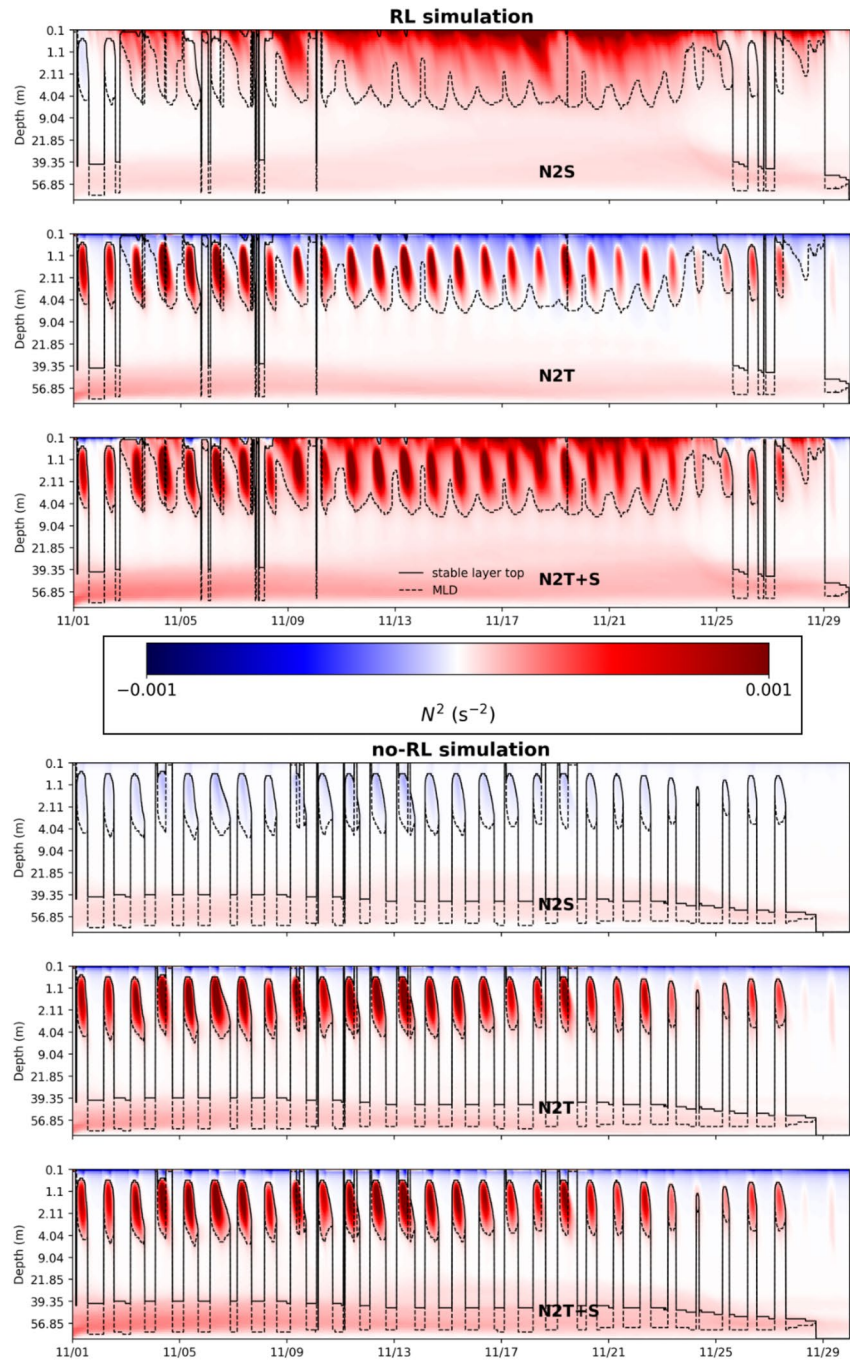 RL simulation
0.1
1.1
2.11
4.04
9.04
21.85
39.35
56.85
Depth (m)
N2S
0.1
1.1
2.11
4.04
9.04
21.85
39.35
56.85
Depth (m)
N2T
0.1
1.1
2.11
4.04
9.04
21.85
39.35
56.85
Depth (m)
stable layer top
MLD
N2T+S
11/01 11/05 11/09 11/13 11/17 11/21 11/25 11/29
−0.001 0.001
N² (s⁻²)
no-RL simulation
0.1
1.1
2.11
4.04
9.04
21.85
39.35
56.85
Depth (m)
N2S
0.1
1.1
2.11
4.04
9.04
21.85
39.35
56.85
Depth (m)
N2T
0.1
1.1
2.11
4.04
9.04
21.85
39.35
56.85
Depth (m)
N2T+S
11/01 11/05 11/09 11/13 11/17 11/21 11/25 11/29